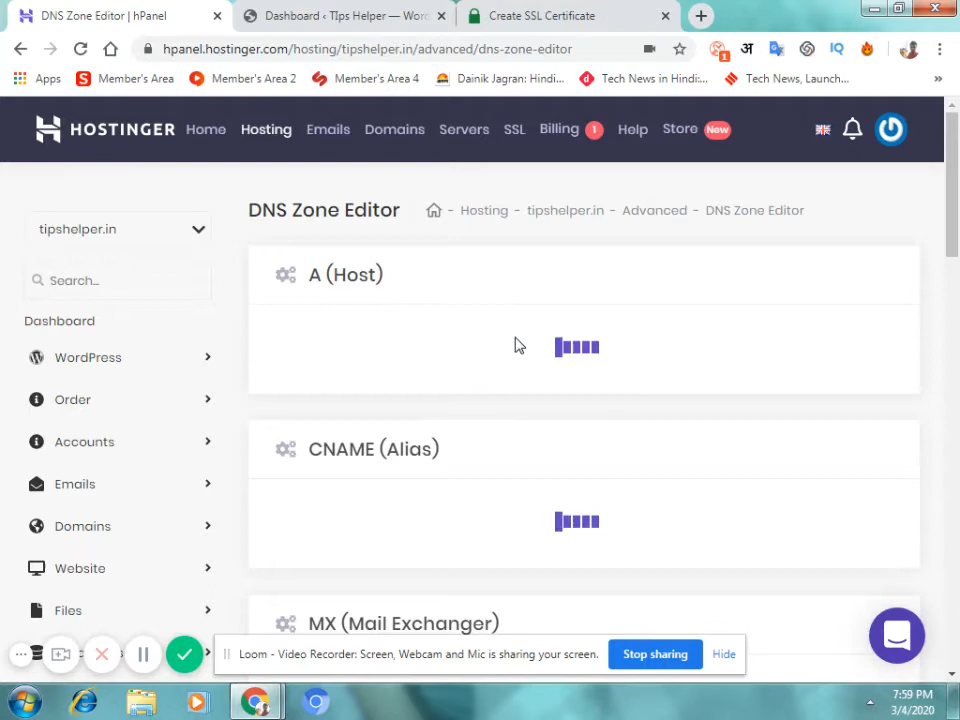 DNS Zone Editor | hPanel
Dashboard ‹ TIps Helper — Wor
Create SSL Certificate
hpanel.hostinger.com/hosting/tipshelper.in/advanced/dns-zone-editor
1
अ
IQ
Apps
Member's Area
Member's Area 2
Member's Area 4
Dainik Jagran: Hindi...
Tech News in Hindi:...
Tech News, Launch...
»
HOSTINGER
Home
Hosting
Emails
Domains
Servers
SSL
Billing 1
Help
Store New
tipshelper.in
Search...
Dashboard
WordPress
Order
Accounts
Emails
Domains
Website
Files
DNS Zone Editor
- Hosting - tipshelper.in - Advanced - DNS Zone Editor
A (Host)
CNAME (Alias)
MX (Mail Exchanger)
Loom - Video Recorder: Screen, Webcam and Mic is sharing your screen.
Stop sharing
Hide
7:59 PM
3/4/2020